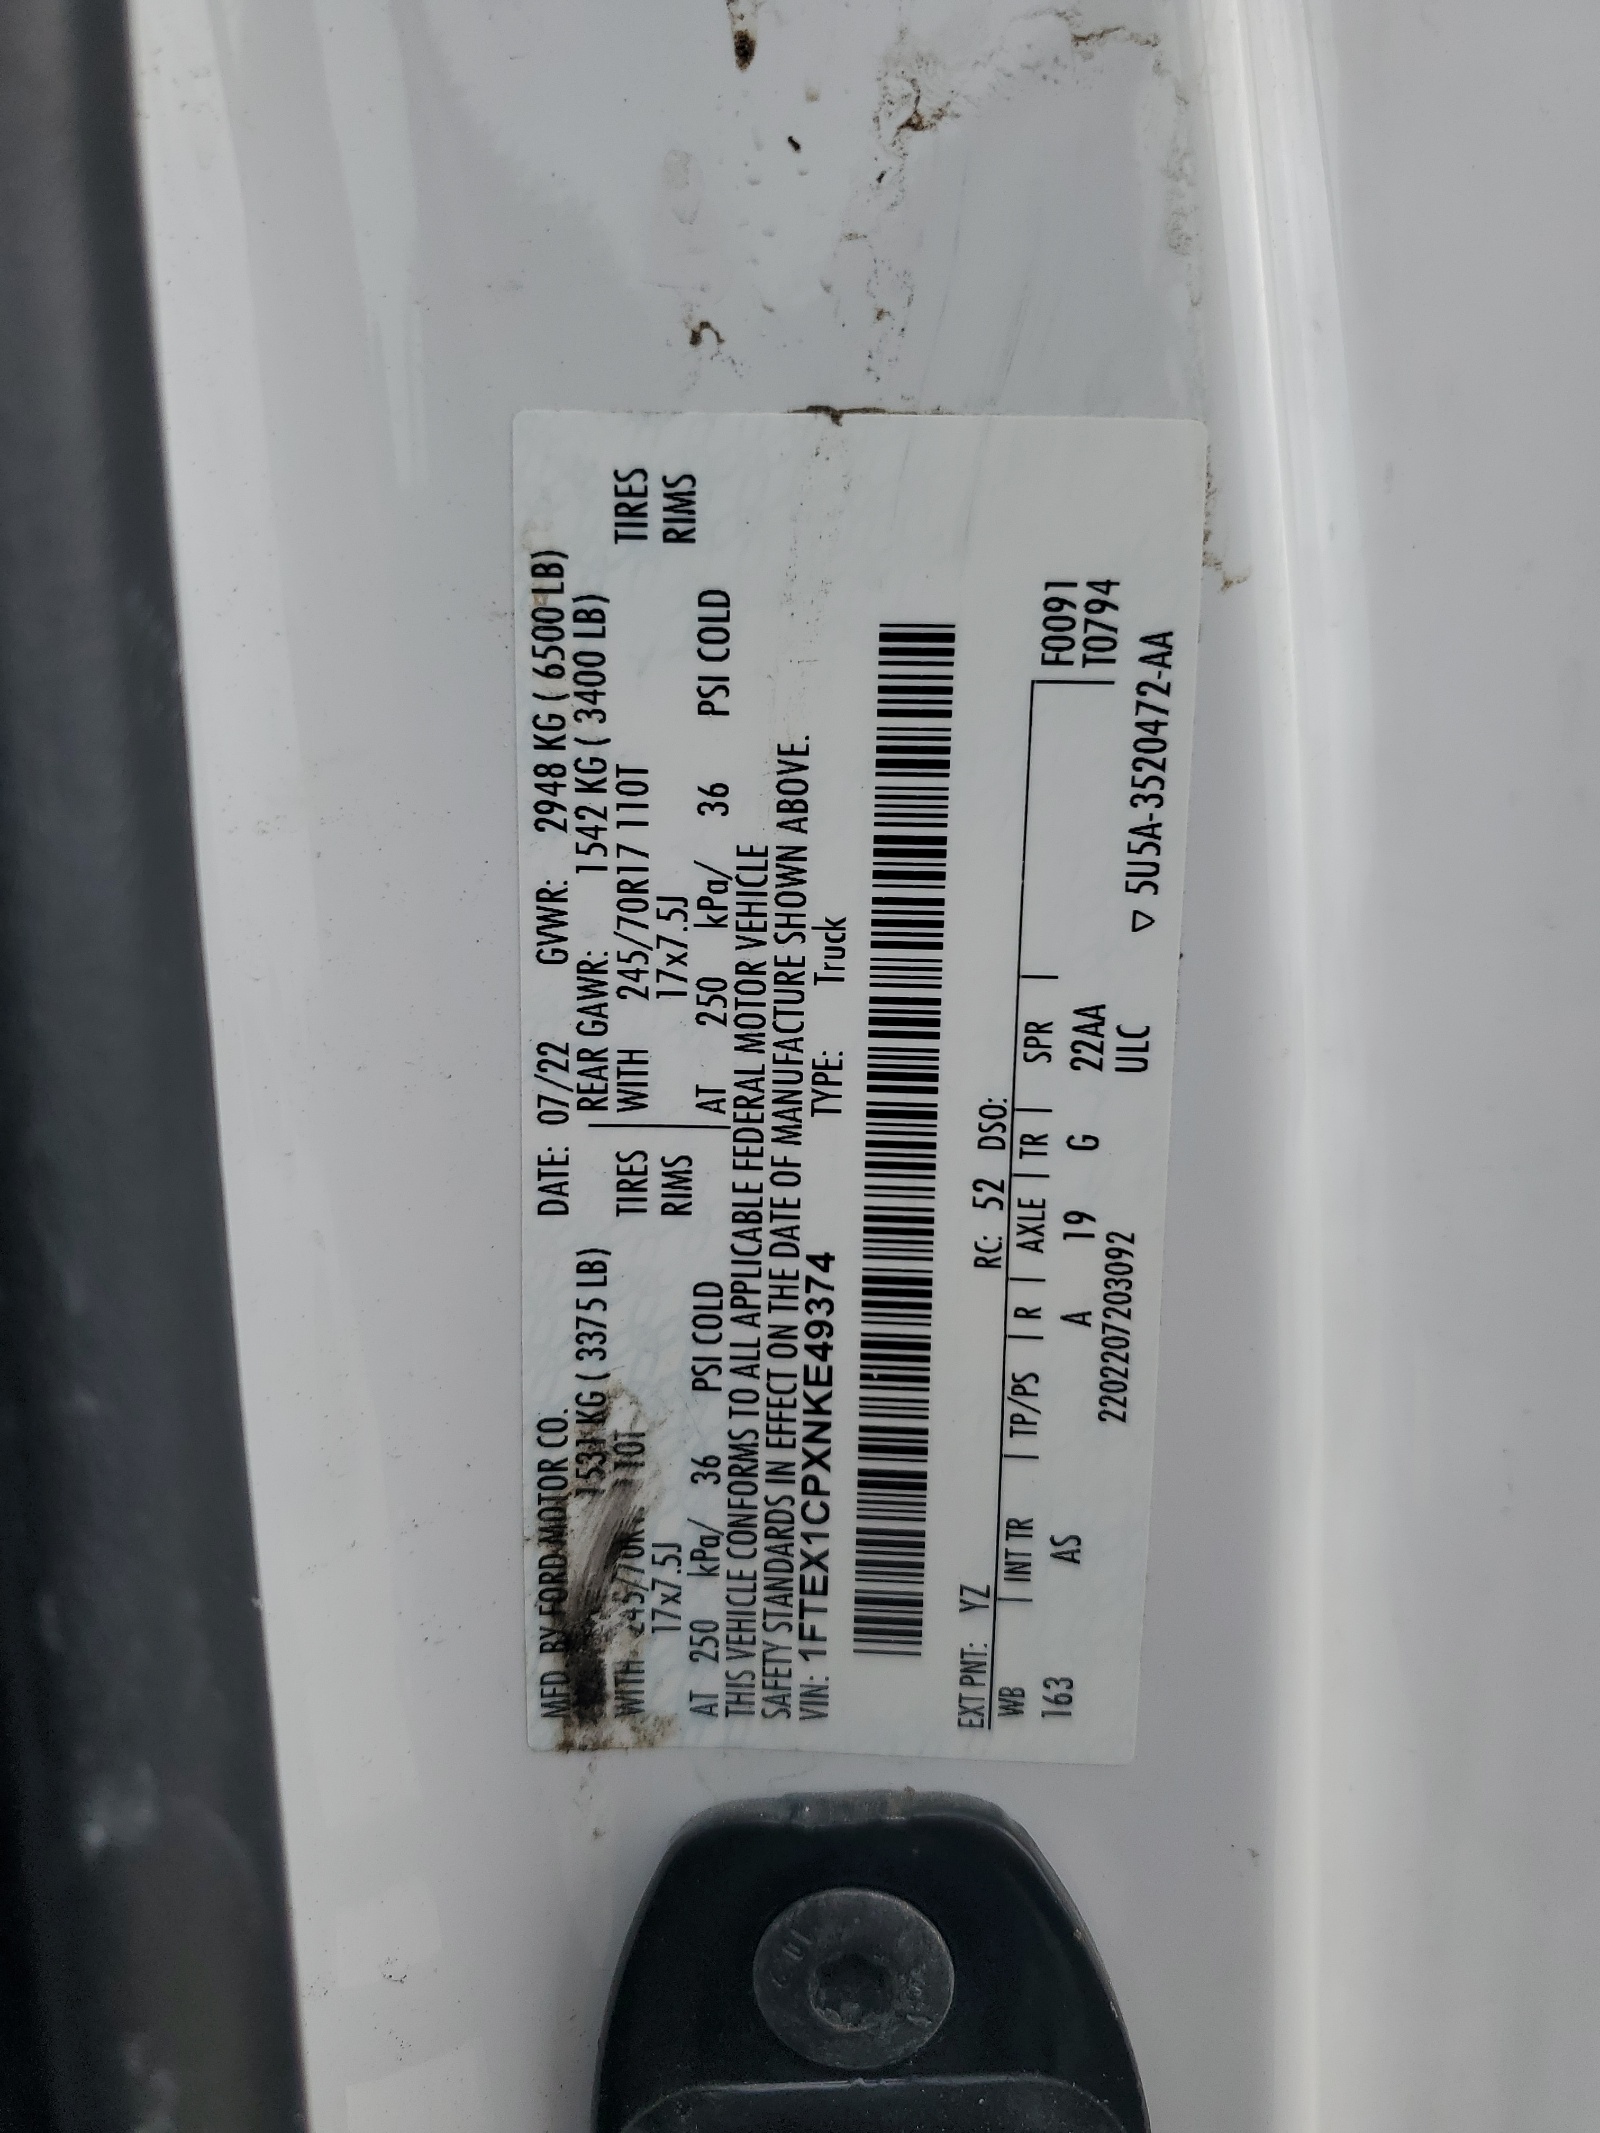 MFD BY FORD MOTOR CO. DATE: 07/22 GVWR: 2948 KG ( 6500 LB)
1531 KG ( 3375 LB) REAR GAWR: 1542 KG ( 3400 LB)
WITH 245/70R17 110T TIRES WITH 245/70R17 110T TIRES
17x7.5J RIMS 17x7.5J RIMS
AT 250 kPa/ 36 PSI COLD AT 250 kPa/ 36 PSI COLD
THIS VEHICLE CONFORMS TO ALL APPLICABLE FEDERAL MOTOR VEHICLE
SAFETY STANDARDS IN EFFECT ON THE DATE OF MANUFACTURE SHOWN ABOVE.
VIN: 1FTEX1CPXNKE49374 TYPE: Truck
EXT PNT: YZ RC: 52 DSO:
WB | INT TR | TP/PS | R | AXLE | TR | SPR | F0091
163 AS A 19 G 22AA T0794
2202207203092 ULC
▽ 5U5A-3520472-AA